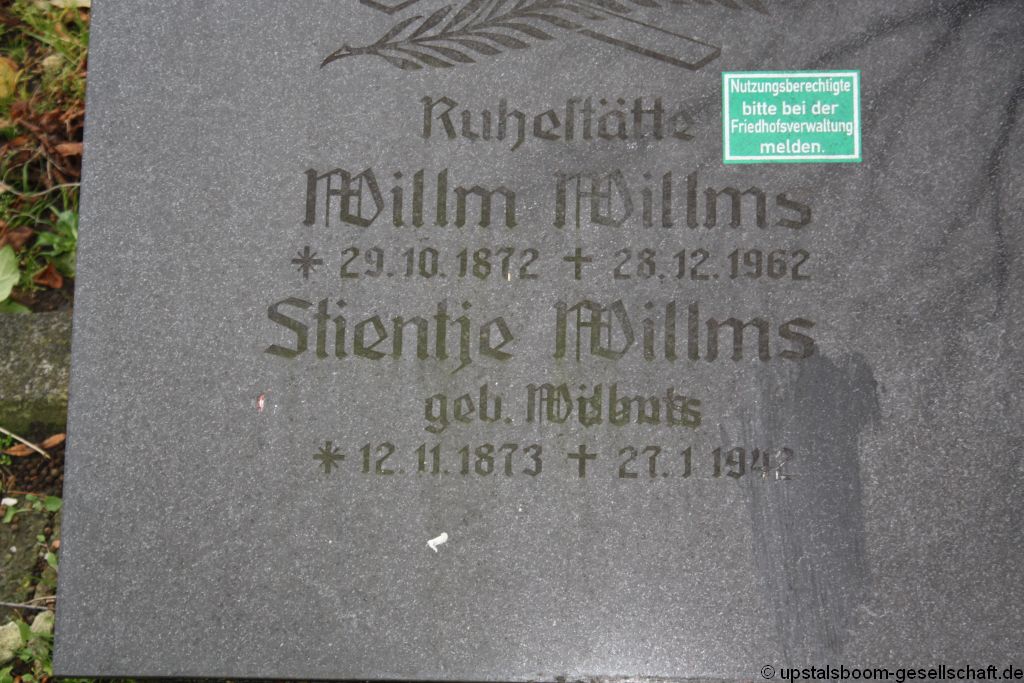 Ruhestätte
Nutzungsberechtigte
bitte bei der
Friedhofsverwaltung
melden.
Willm Willms
* 29.10.1872 † 28.12.1962
Stientje Willms
geb.
* 12.11.1873 † 27.1 1942
© upstalsboom-gesellschaft.de